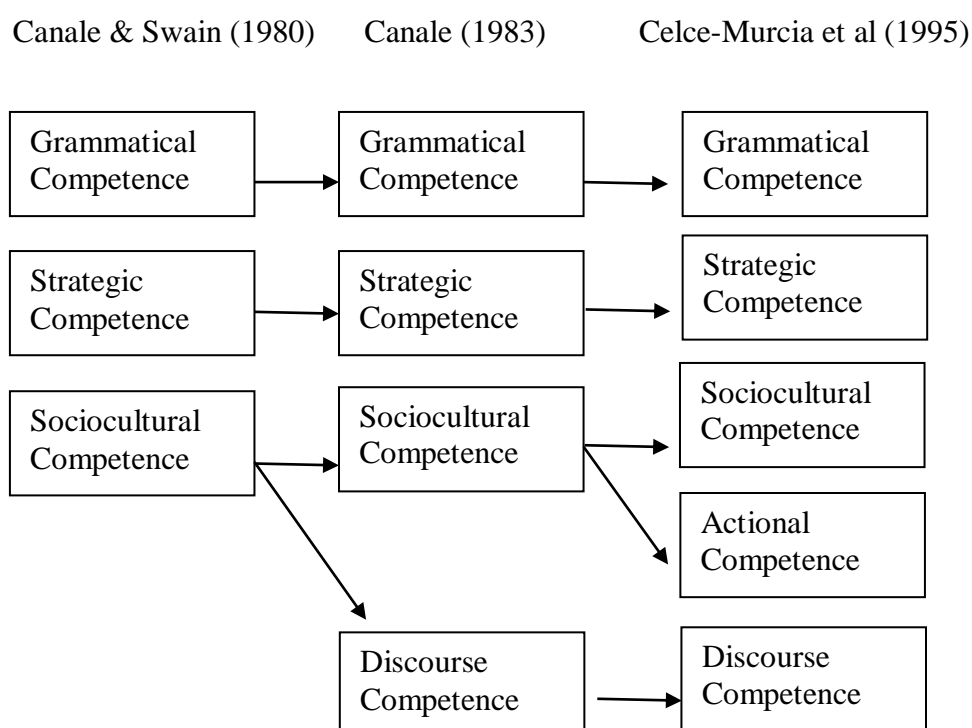 Canale & Swain (1980) Canale (1983) Celce-Murcia et al (1995)
Grammatical
Competence
Grammatical
Competence
Grammatical
Competence
Strategic
Competence
Strategic
Competence
Strategic
Competence
Sociocultural
Competence
Sociocultural
Competence
Sociocultural
Competence
Actional
Competence
Discourse
Competence
Discourse
Competence